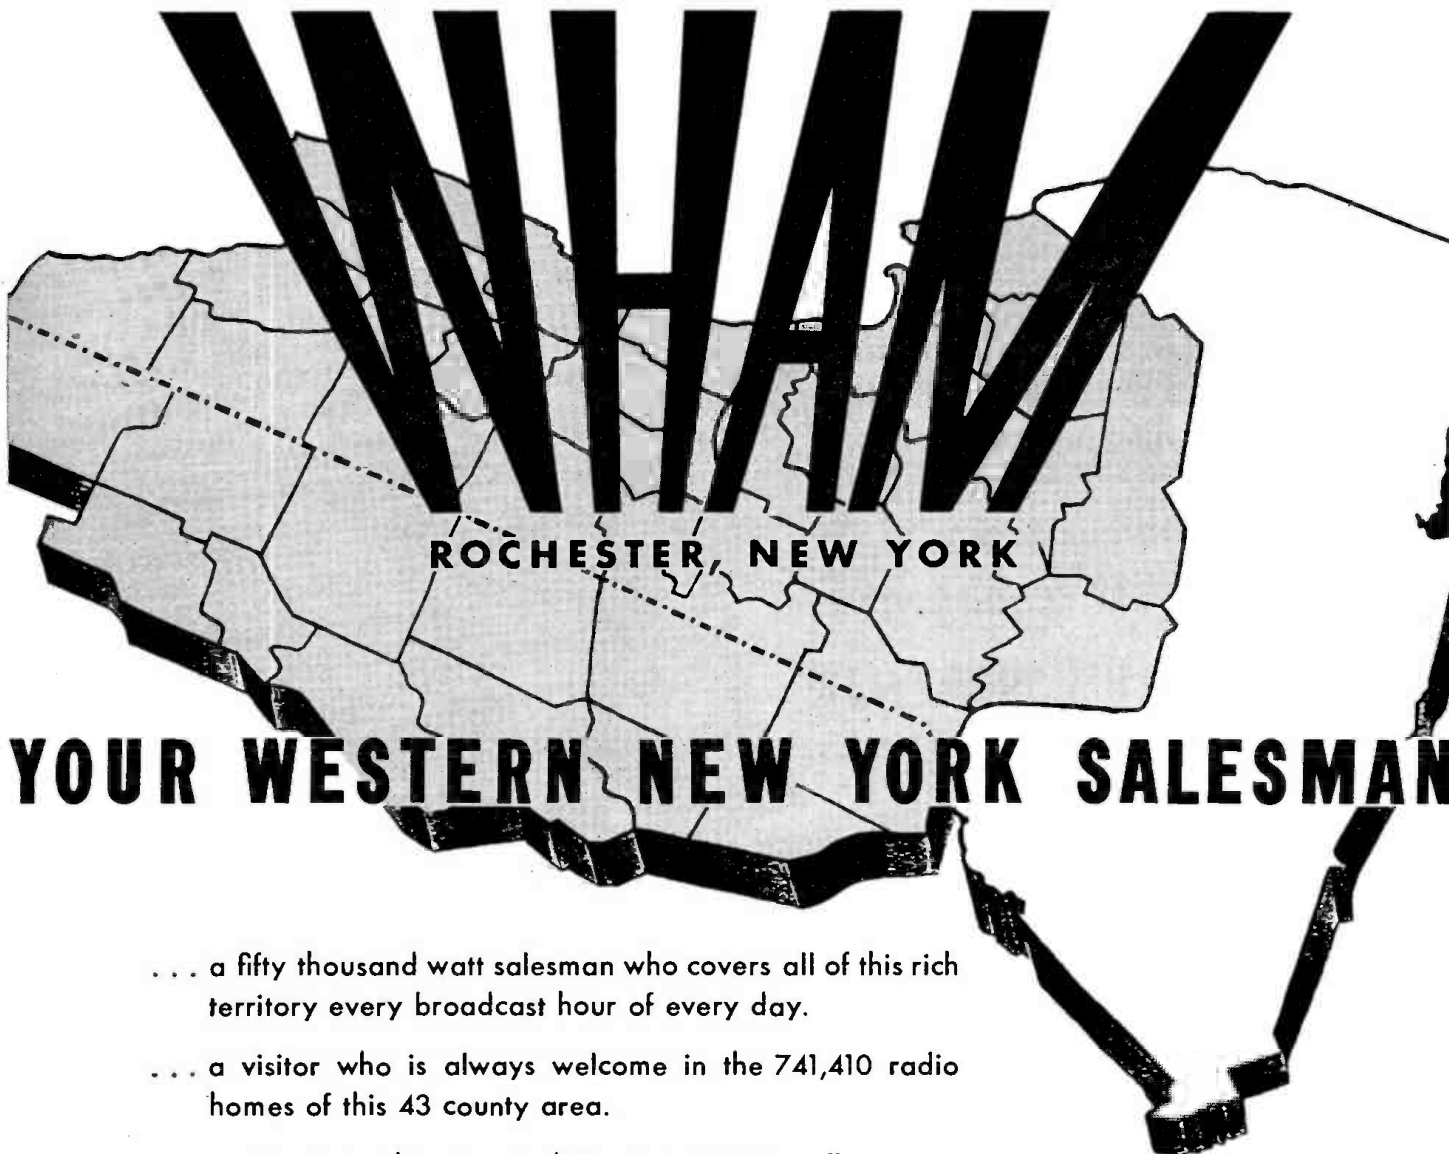 WHAM
ROCHESTER, NEW YORK
YOUR WESTERN NEW YORK SALESMAN
... a fifty thousand watt salesman who covers all of this rich
territory every broadcast hour of every day.
... a visitor who is always welcome in the 741,410 radio
homes of this 43 county area.